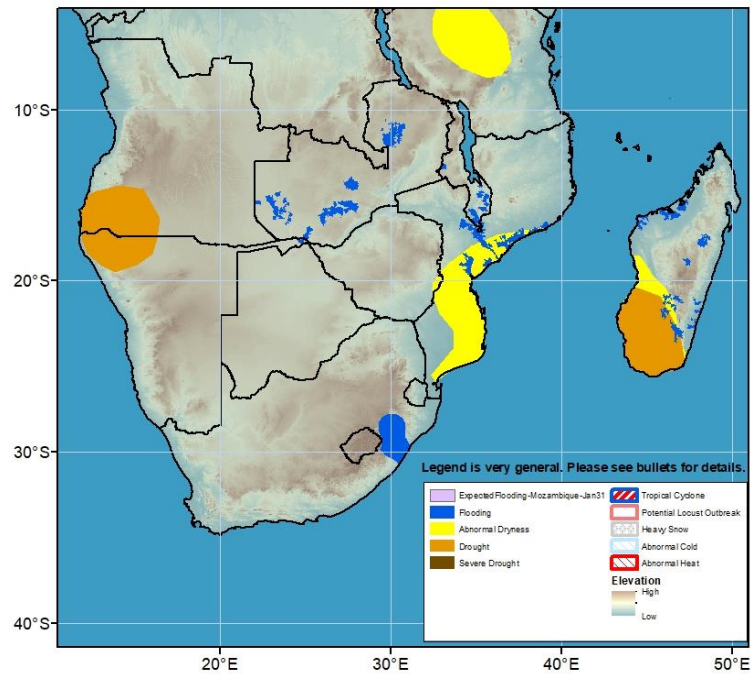 10°S
20°S
30°S
40°S
20°E
30°E
40°E
50°E
Legend is very general. Please see bullets for details.
ExpectedFlooding-Mozambique-Jan31
Flooding
Abnormal Dryness
Drought
Severe Drought
Tropical Cyclone
Potential Locust Outbreak
Heavy Snow
Abnormal Cold
Abnormal Heat
Elevation
High
Low